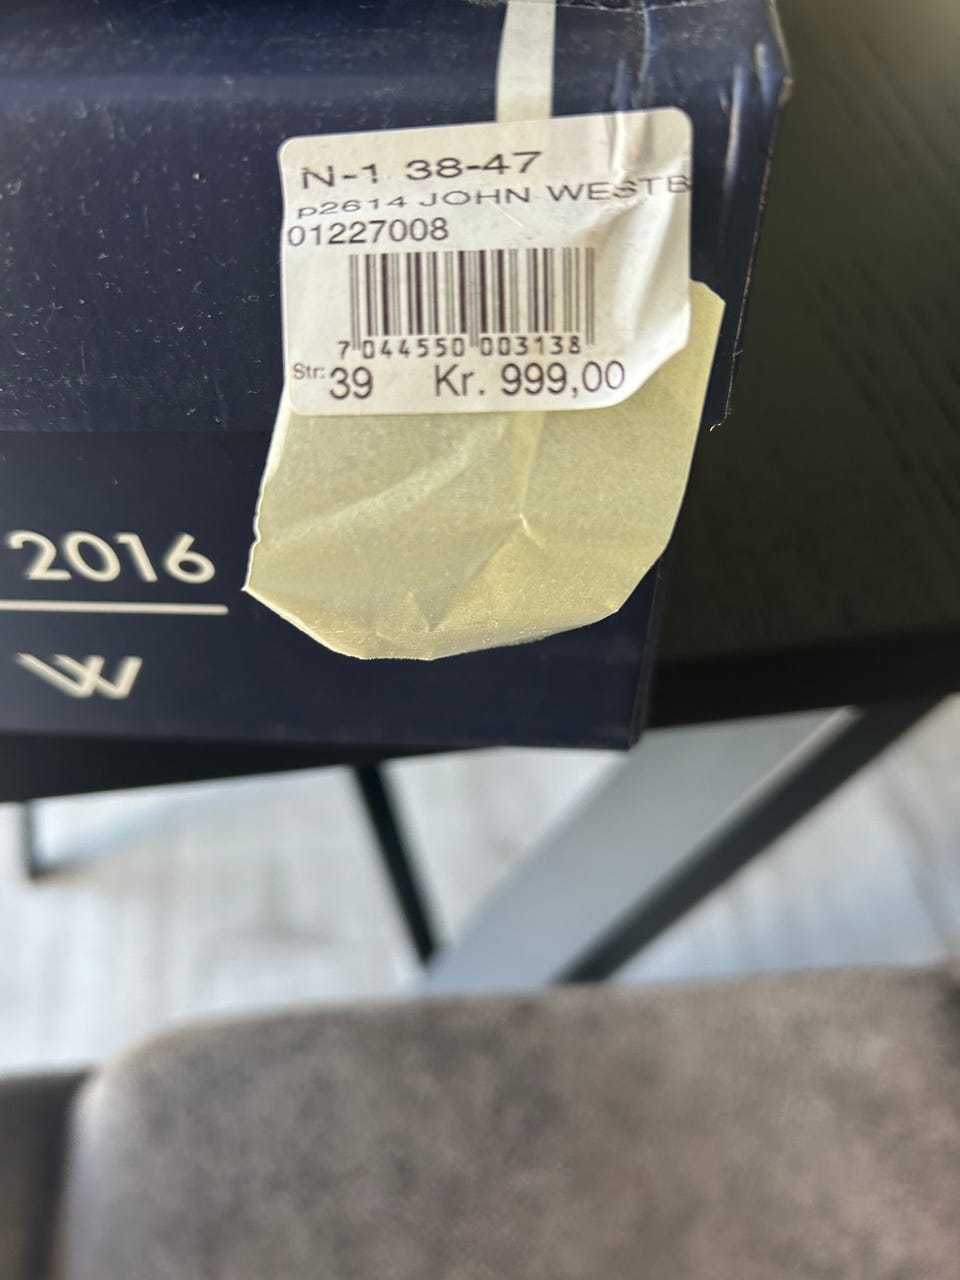 N-1 38-47
p2614 JOHN WESTB
01227008
7 044550 003138
Str: 39 Kr. 999,00
2016
W